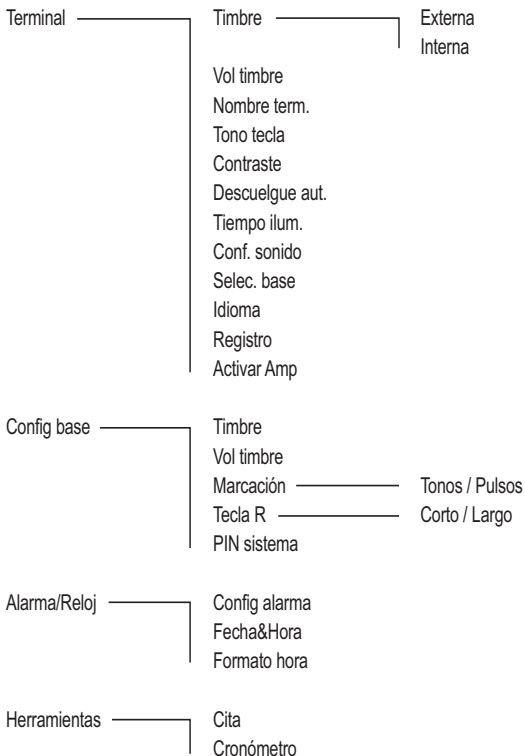 Terminal Timbre Externa
Interna
Vol timbre
Nombre term.
Tono tecla
Contraste
Descuelgue aut.
Tiempo ilum.
Conf. sonido
Selec. base
Idioma
Registro
Activar Amp
Config base Timbre
Vol timbre
Marcación Tonos / Pulsos
Tecla R Corto / Largo
PIN sistema
Alarma/Reloj Config alarma
Fecha&Hora
Formato hora
Herramientas Cita
Cronómetro